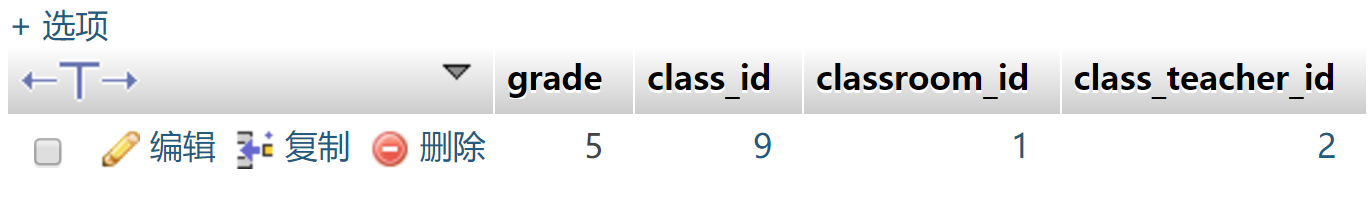 + 选项
←T→ grade class_id classroom_id class_teacher_id
编辑 复制 删除 5 9 1 2